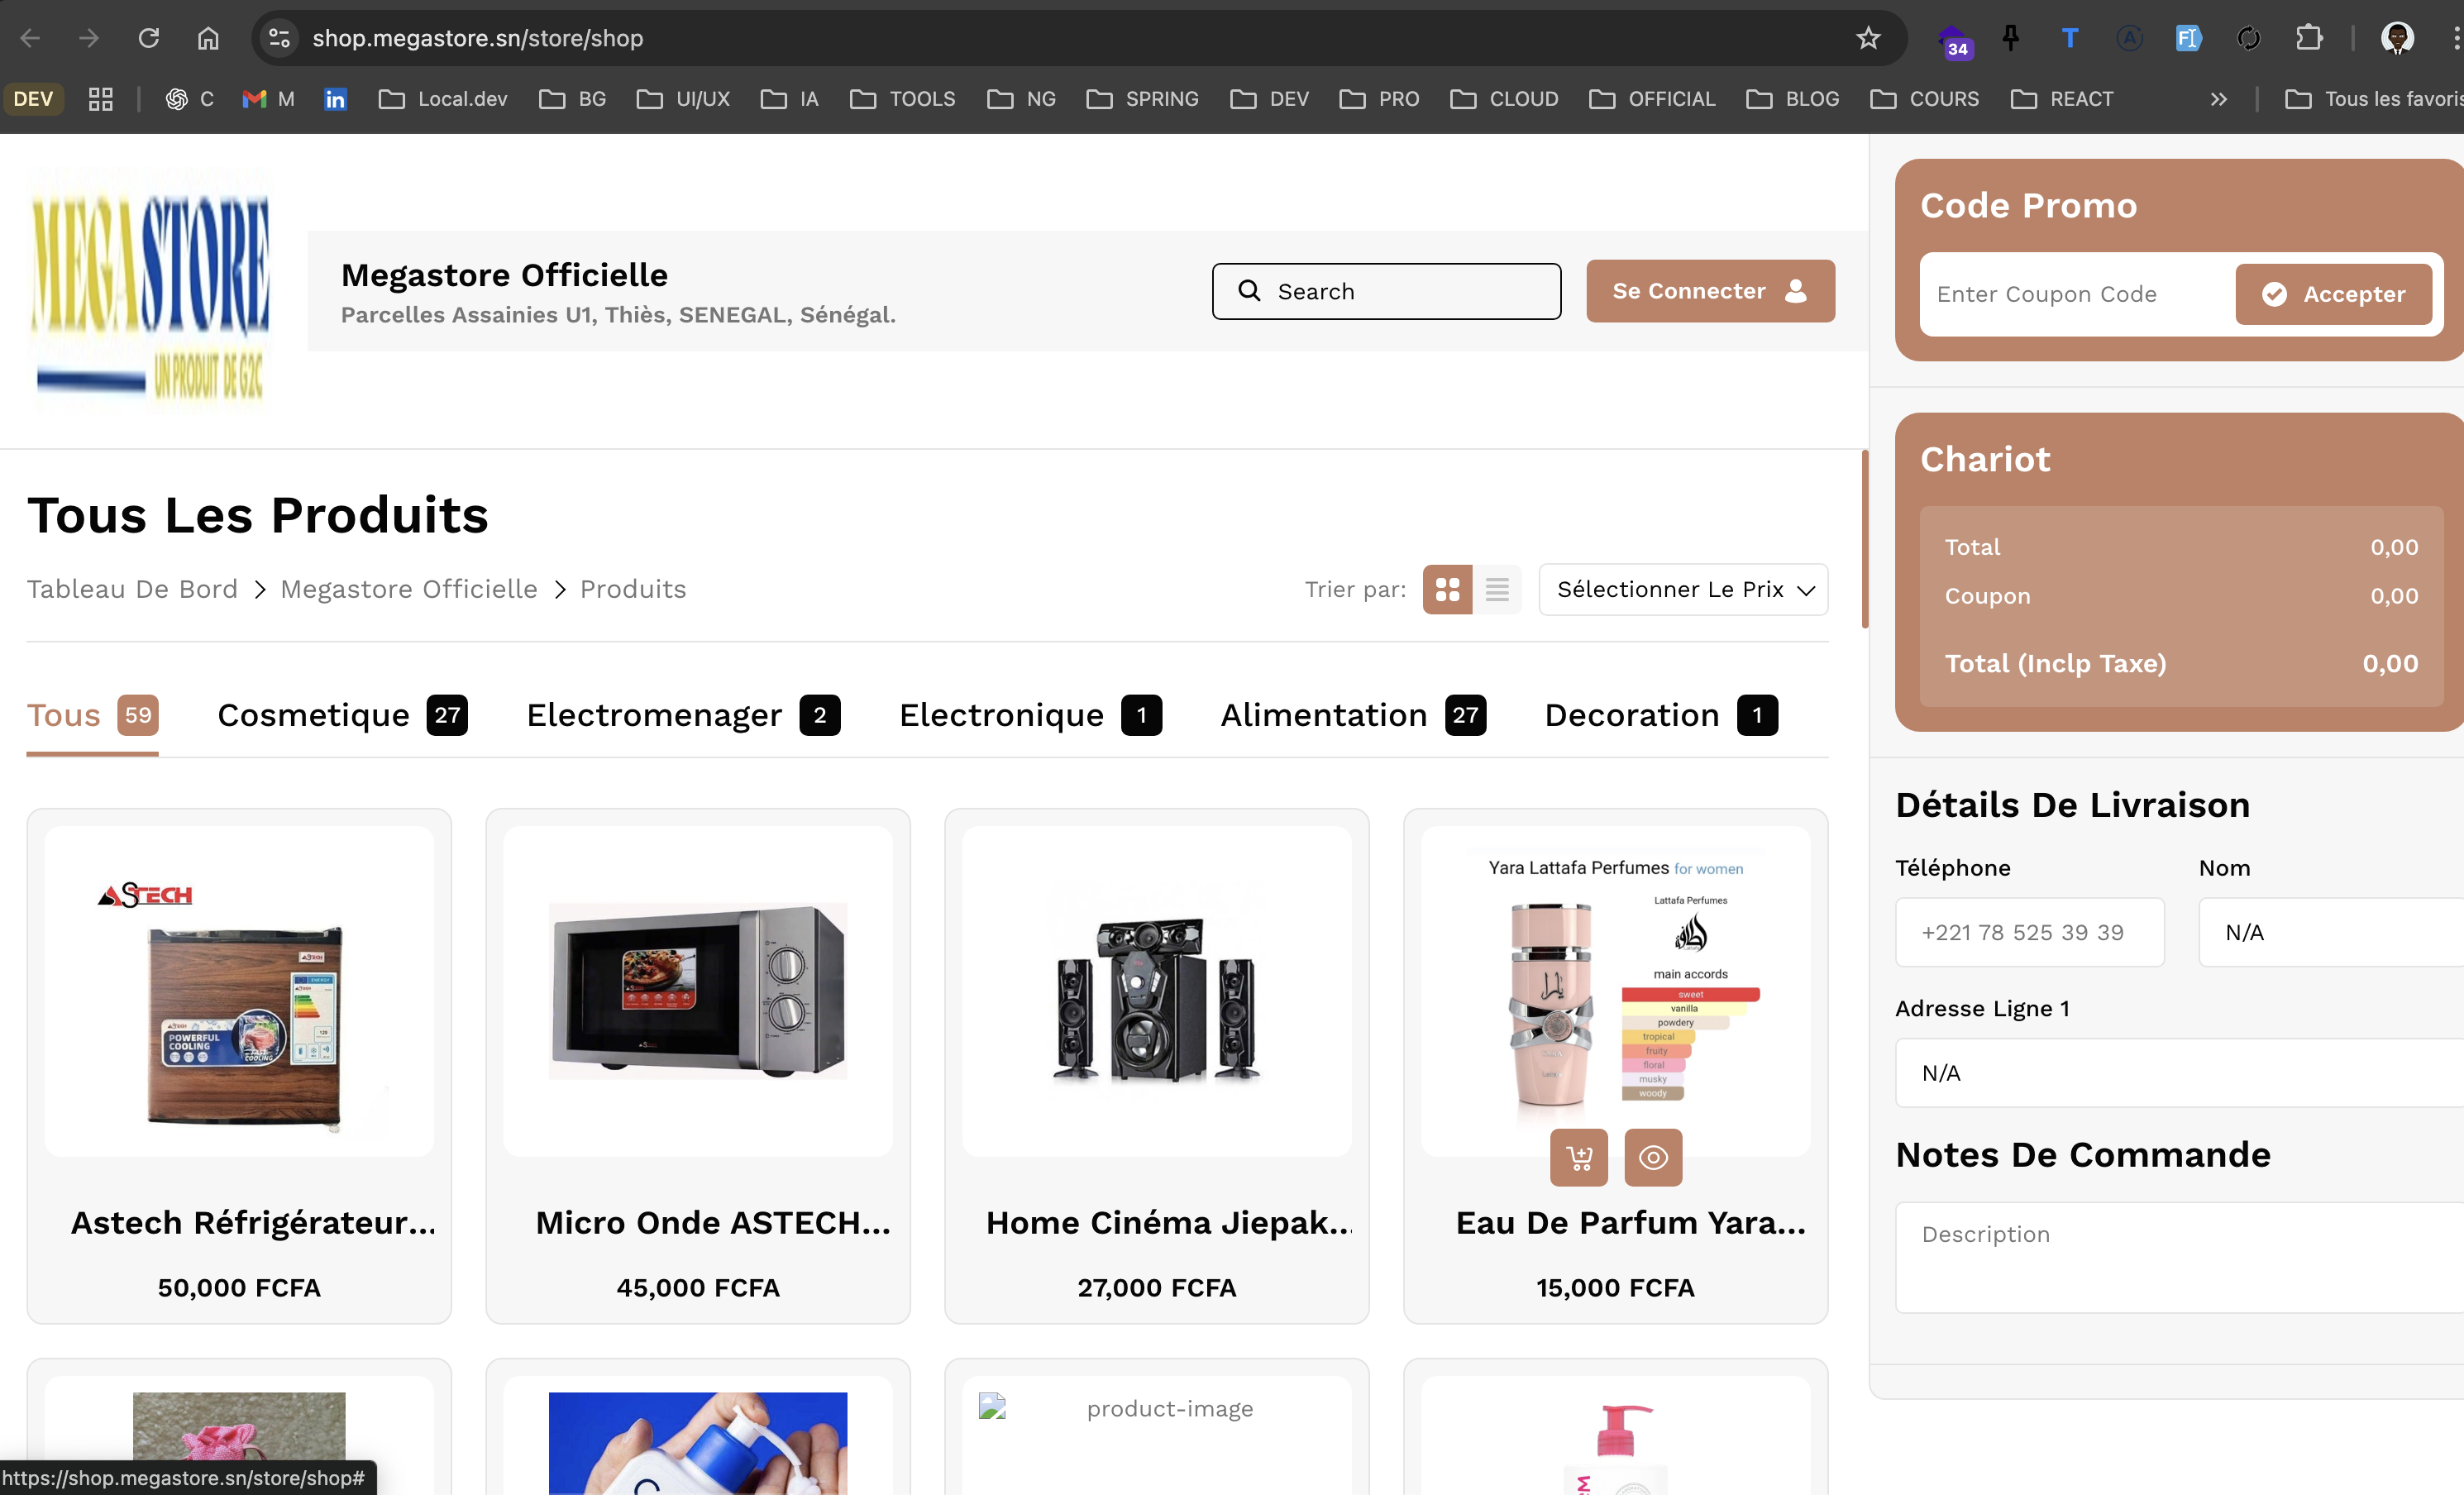 shop.megastore.sn/store/shop
34
T
A
DEV
C
M
in
Local.dev
BG
UI/UX
IA
TOOLS
NG
SPRING
DEV
PRO
CLOUD
OFFICIAL
BLOG
COURS
REACT
Tous les favoris
MEGASTORE
UN PRODUIT DE G2C
Megastore Officielle
Parcelles Assainies U1, Thiès, SENEGAL, Sénégal.
Search
Se Connecter
Code Promo
Enter Coupon Code
Accepter
Chariot
Total 0,00
Coupon 0,00
Total (Inclp Taxe) 0,00
Tous Les Produits
Tableau De Bord > Megastore Officielle > Produits
Trier par:
Sélectionner Le Prix
Tous 59
Cosmetique 27
Electromenager 2
Electronique 1
Alimentation 27
Decoration 1
ASTECH
POWERFUL
COOLING
FAST
COOLING
Astech Réfrigérateur...
50,000 FCFA
Micro Onde ASTECH...
45,000 FCFA
Home Cinéma Jiepak...
27,000 FCFA
Yara Lattafa Perfumes for women
Lattafa Perfumes
main accords
sweet
vanilla
powdery
tropical
fruity
floral
musky
woody
Eau De Parfum Yara...
15,000 FCFA
Détails De Livraison
Téléphone
+221 78 525 39 39
Nom
N/A
Adresse Ligne 1
N/A
Notes De Commande
Description
product-image
https://shop.megastore.sn/store/shop#